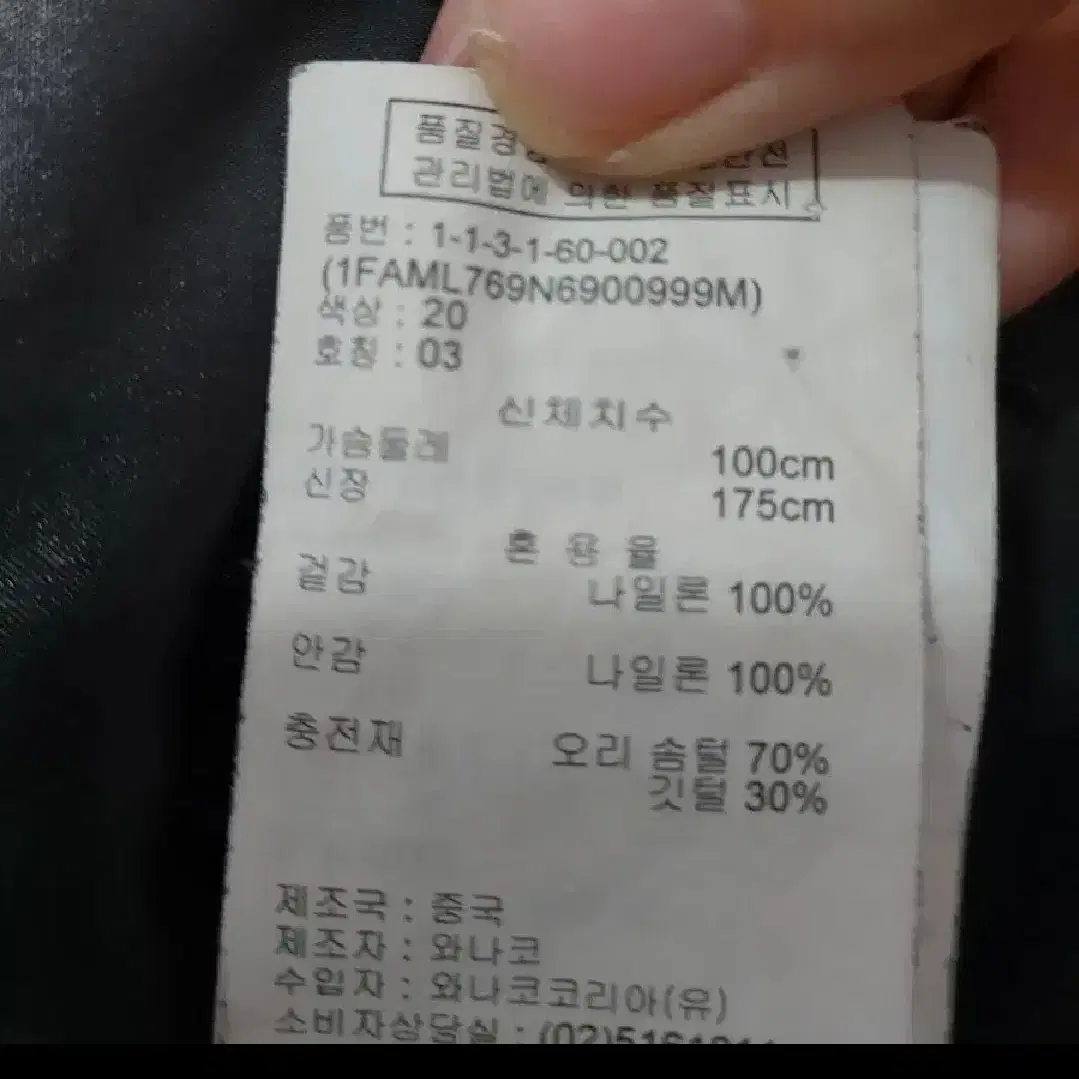 품질경
관리법에 의한 품질표시
품번 : 1-1-3-1-60-002
(1FAML769N6900999M)
색상 : 20
호칭 : 03
신체치수
가슴둘레 100cm
신장 175cm
혼 용 율
겉감 나일론 100%
안감 나일론 100%
충전재 오리 솜털 70%
깃털 30%
제조국 : 중국
제조자 : 와나코
수입자 : 와나코코리아(유)
소비자상담실 : (02)